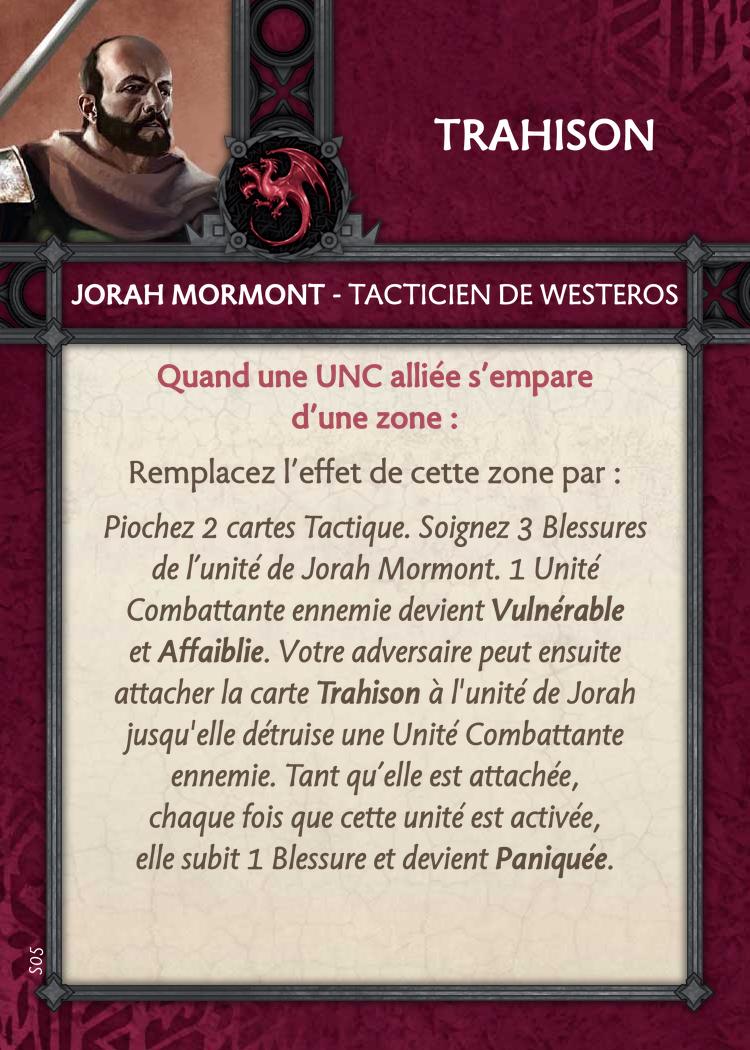 TRAHISON
JORAH MORMONT - TACTICIEN DE WESTEROS
Quand une UNC alliée s’empare
d’une zone :
Remplacez l’effet de cette zone par :
Piochez 2 cartes Tactique. Soignez 3 Blessures
de l’unité de Jorah Mormont. 1 Unité
Combattante ennemie devient Vulnérable
et Affaiblie. Votre adversaire peut ensuite
attacher la carte Trahison à l'unité de Jorah
jusqu'elle détruise une Unité Combattante
ennemie. Tant qu’elle est attachée,
chaque fois que cette unité est activée,
elle subit 1 Blessure et devient Paniquée.
S05